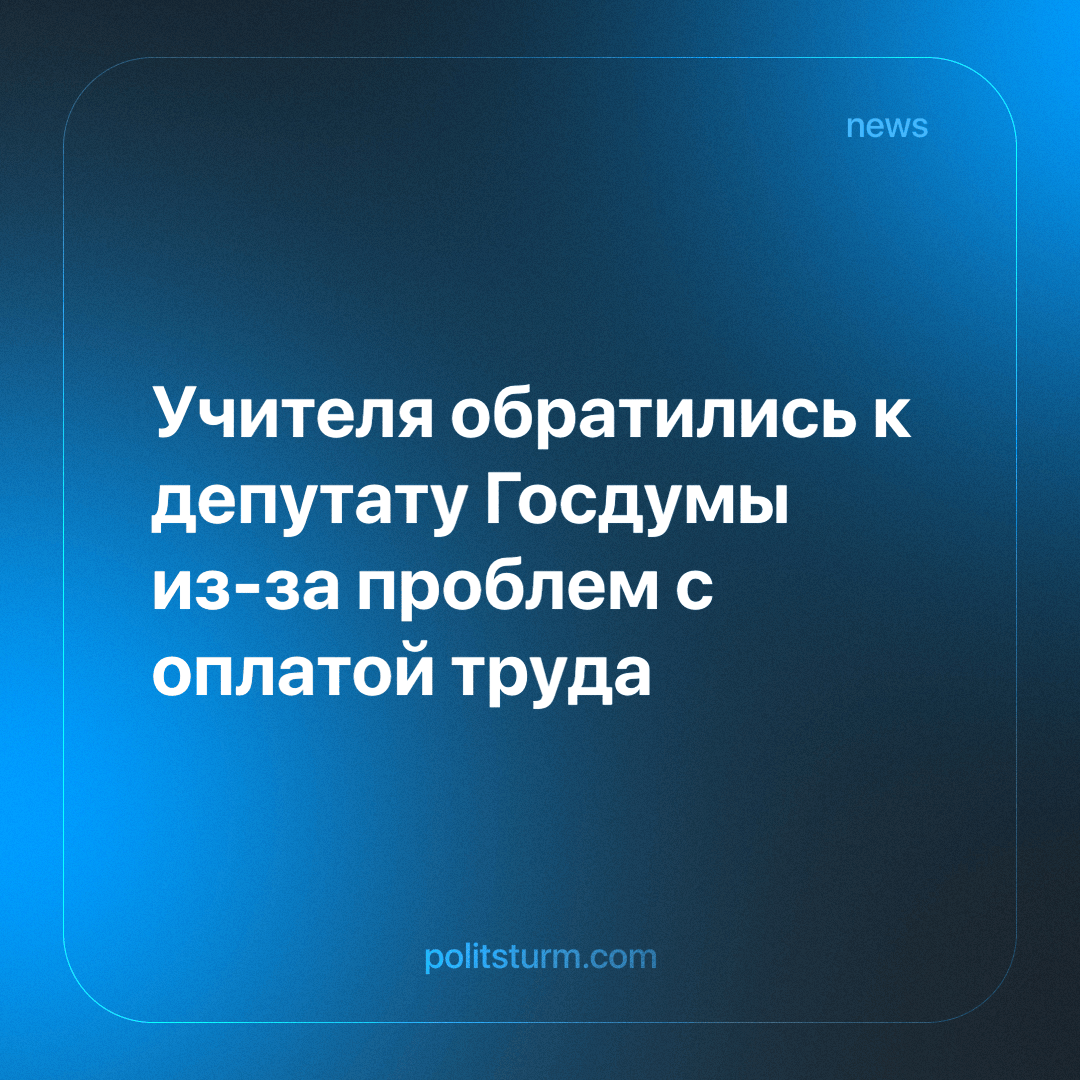 news
Учителя обратились к
депутату Госдумы
из-за проблем с
оплатой труда
politsturm.com